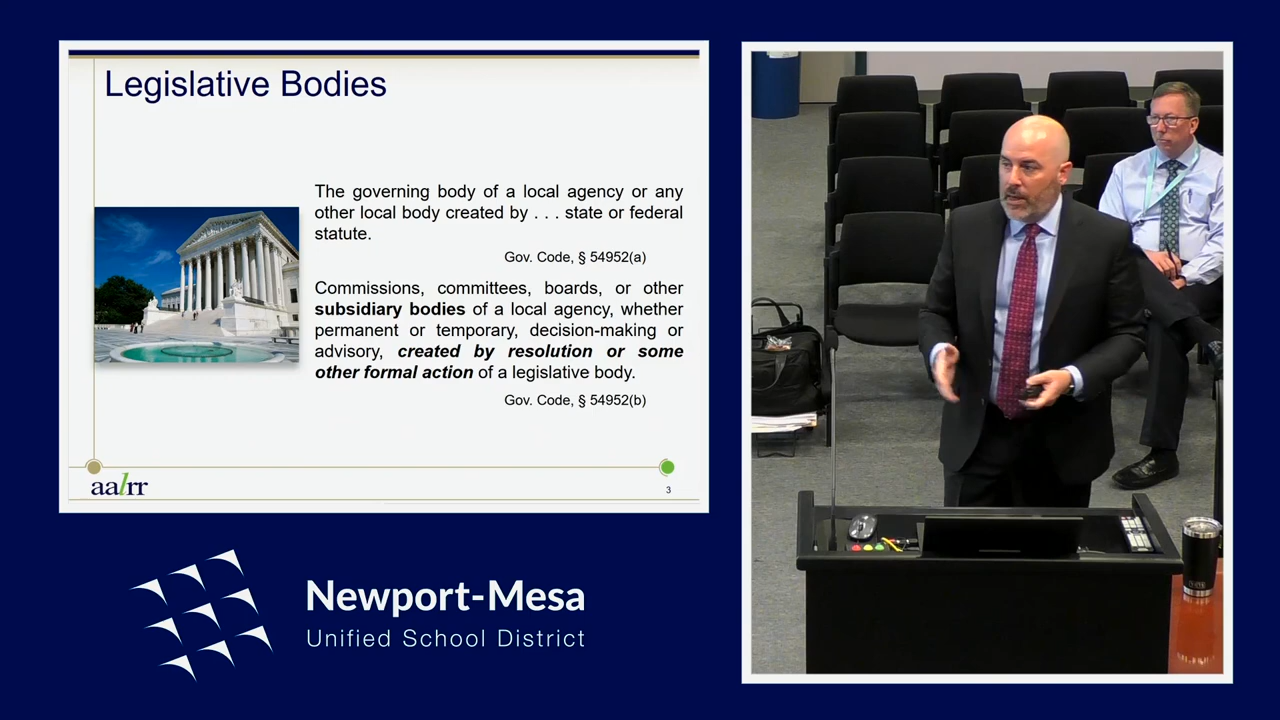 Legislative Bodies
The governing body of a local agency or any
other local body created by . . . state or federal
statute.
Gov. Code, § 54952(a)
Commissions, committees, boards, or other
subsidiary bodies of a local agency, whether
permanent or temporary, decision-making or
advisory, created by resolution or some
other formal action of a legislative body.
Gov. Code, § 54952(b)
aalrr
3
Newport-Mesa
Unified School District